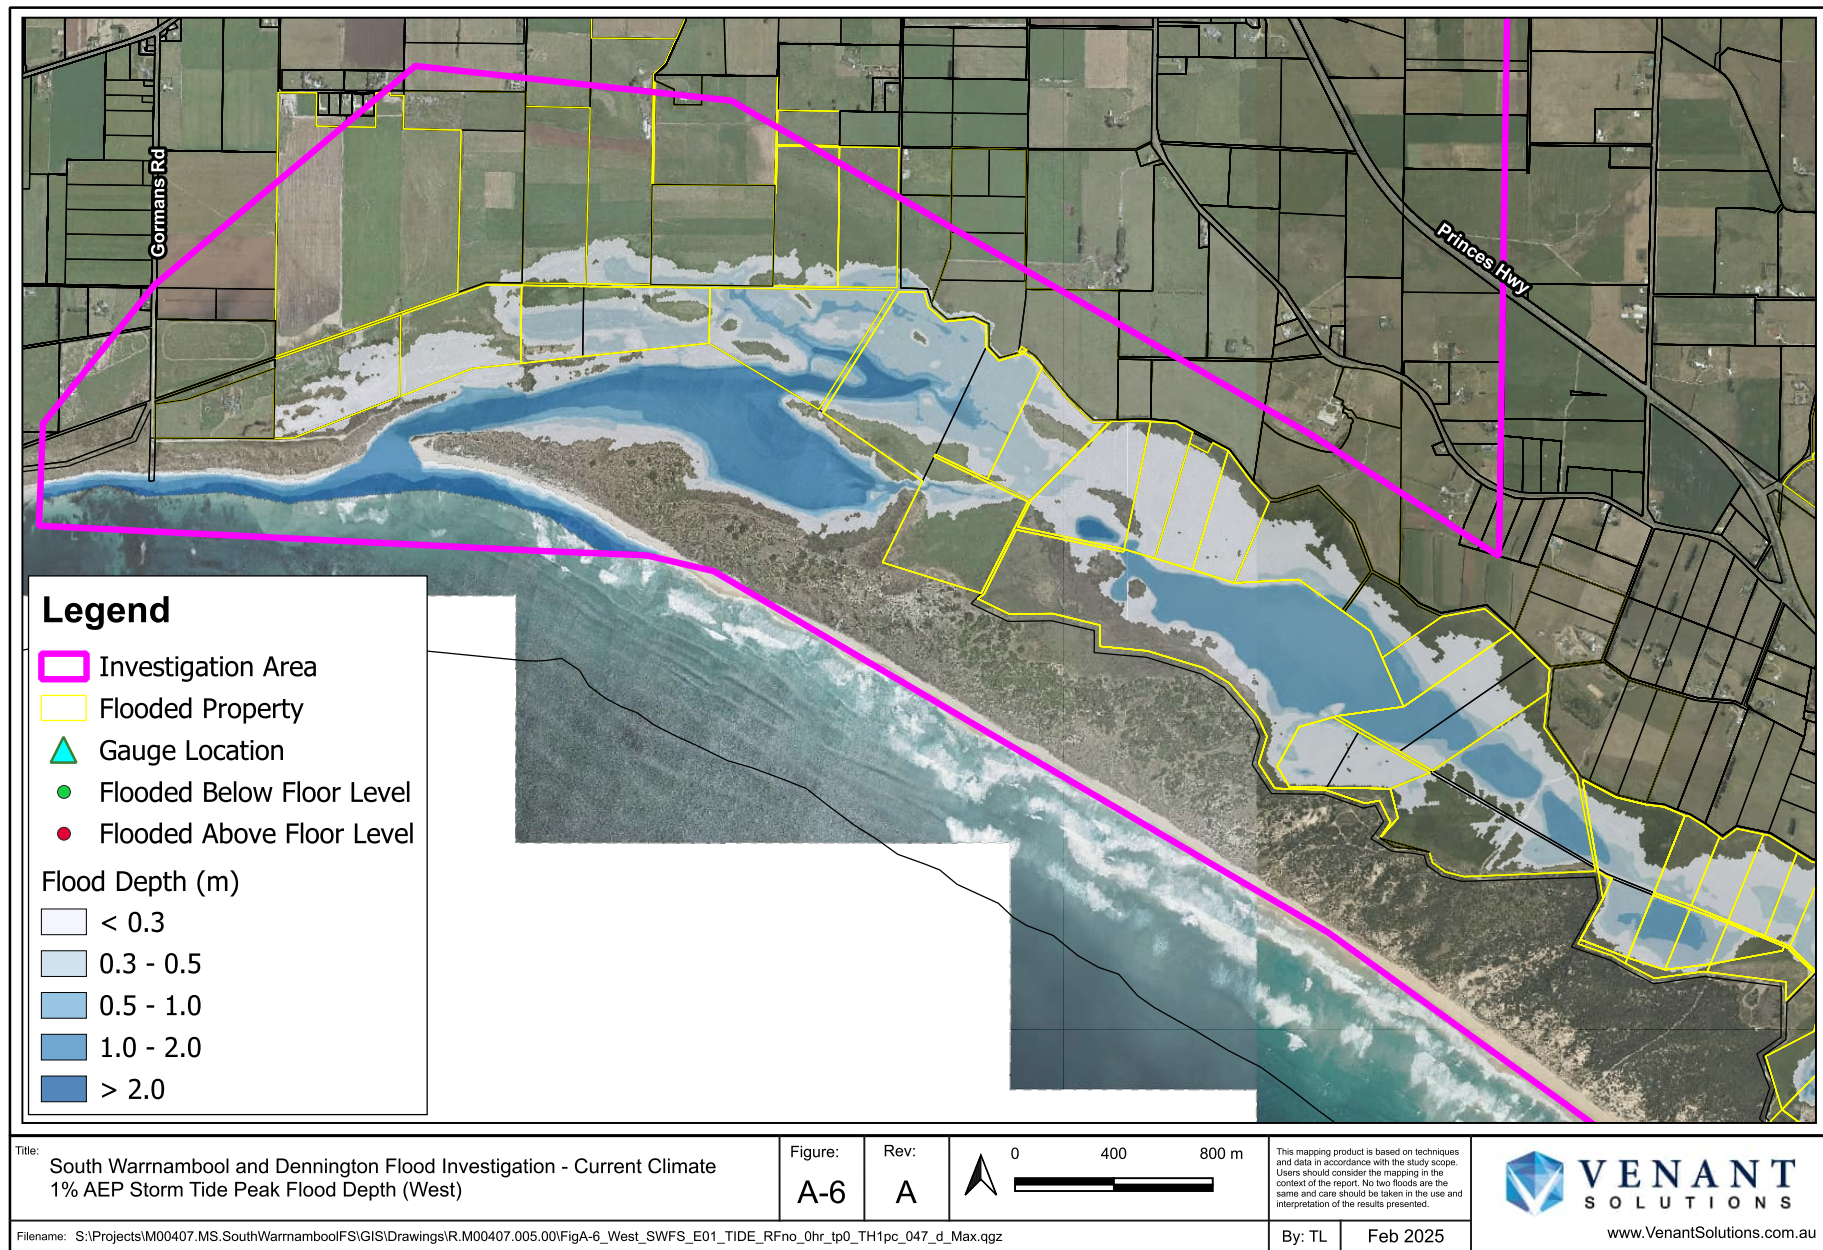 Gormans Rd
Princes Hwy
Legend
Investigation Area
Flooded Property
Gauge Location
Flooded Below Floor Level
Flooded Above Floor Level
Flood Depth (m)
< 0.3
0.3 - 0.5
0.5 - 1.0
1.0 - 2.0
> 2.0
Title:
South Warrnambool and Dennington Flood Investigation - Current Climate
1% AEP Storm Tide Peak Flood Depth (West)
Figure:
A-6
Rev:
A
0 400 800 m
This mapping product is based on techniques
and data in accordance with the study scope.
Users should consider the mapping in the
context of the report. No two floods are the
same and care should be taken in the use and
interpretation of the results presented.
VENANT
SOLUTIONS
www.VenantSolutions.com.au
Filename: S:\Projects\M00407.MS.SouthWarrnamboolFS\GIS\Drawings\R.M00407.005.00\FigA-6_West_SWFS_E01_TIDE_RFno_0hr_tp0_TH1pc_047_d_Max.qgz
By: TL
Feb 2025